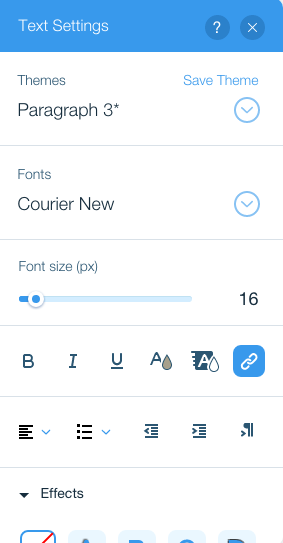 Text Settings ?
Themes Save Theme
Paragraph 3*
Fonts
Courier New
Font size (px)
16
B I U A A
Effects